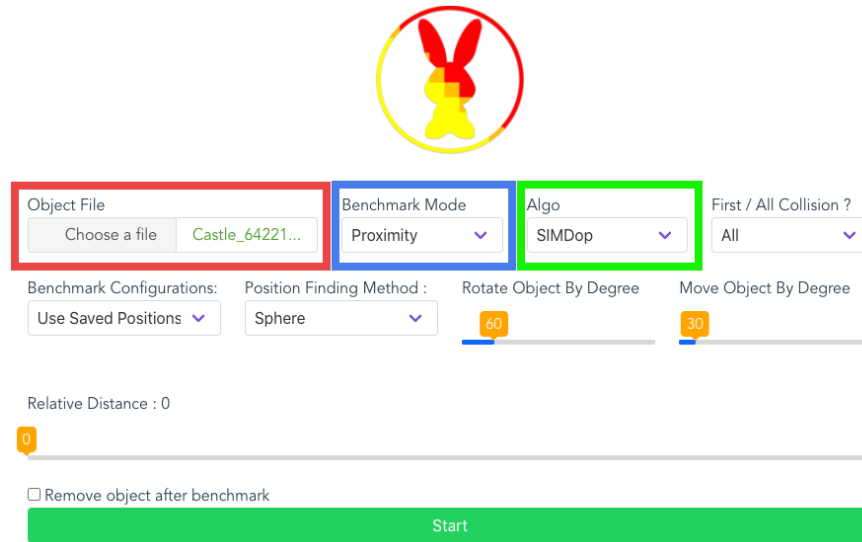 Object File
Choose a file
Castle_64221...
Benchmark Mode
Proximity
Algo
SIMDop
First / All Collision ?
All
Benchmark Configurations:
Use Saved Positions
Position Finding Method :
Sphere
Rotate Object By Degree
60
Move Object By Degree
30
Relative Distance : 0
0
Remove object after benchmark
Start